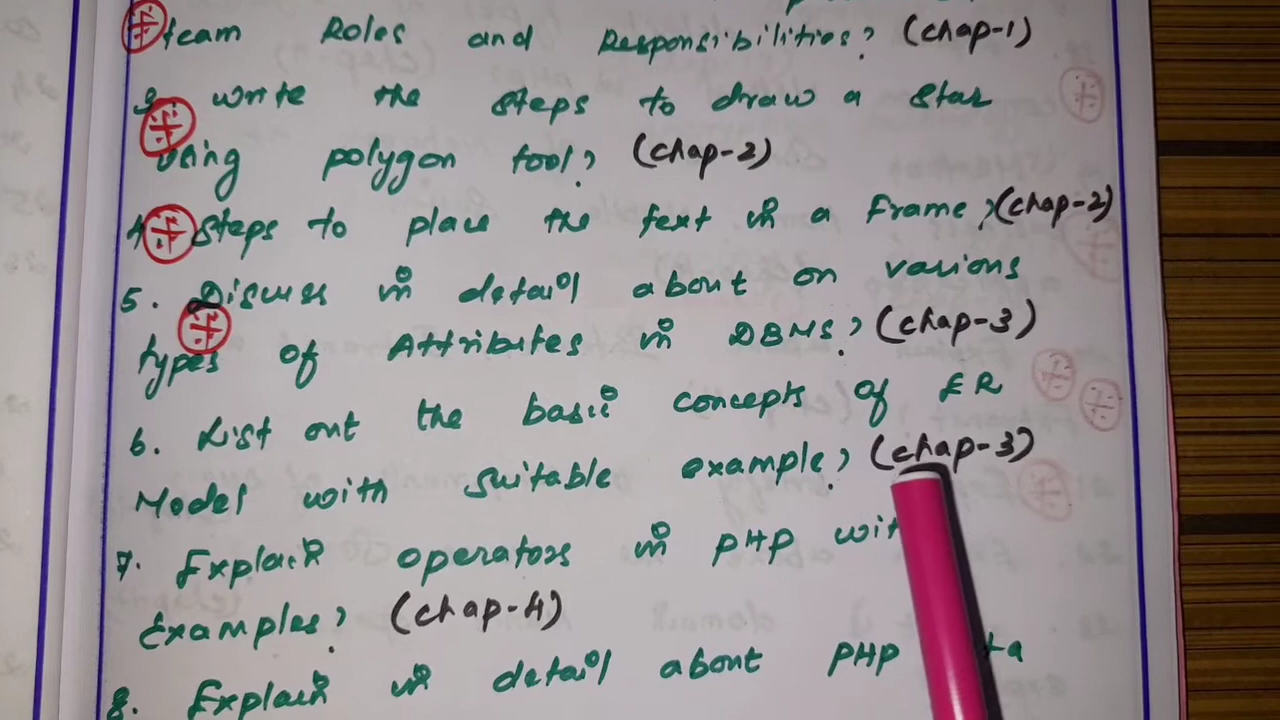 team Roles and Responsibilities? (chap-1)
3. write the steps to draw a star
using polygon tool? (chap-2)
4. Steps to place the text in a Frame? (chap-2)
5. Discuss in detail about on various
types of Attributes in DBMS? (chap-3)
6. List out the basic concepts of ER
Model with suitable example? (chap-3)
7. Explain operators in PHP with
Examples? (chap-4)
8. Explain in detail about PHP